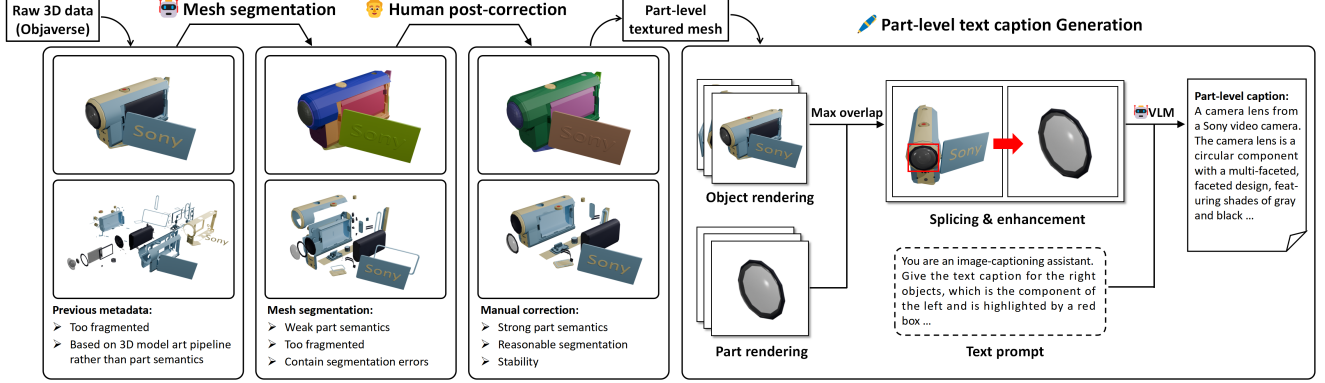 Raw 3D data
(Objaverse)
Mesh segmentation
Human post-correction
Part-level
textured mesh
Part-level text caption Generation
Sony
Sony
Sony
Sony
Sony
Sony
Sony
Previous metadata:
➢ Too fragmented
➢ Based on 3D model art pipeline
rather than part semantics
Mesh segmentation:
➢ Weak part semantics
➢ Too fragmented
➢ Contain segmentation errors
Manual correction:
➢ Strong part semantics
➢ Reasonable segmentation
➢ Stability
Sony
Object rendering
Part rendering
Max overlap
Sony
Splicing & enhancement
You are an image-captioning assistant.
Give the text caption for the right
objects, which is the component of
the left and is highlighted by a red
box ...
Text prompt
VLM
Part-level caption:
A camera lens from
a Sony video camera.
The camera lens is a
circular component
with a multi-faceted,
faceted design, feat-
uring shades of gray
and black ...